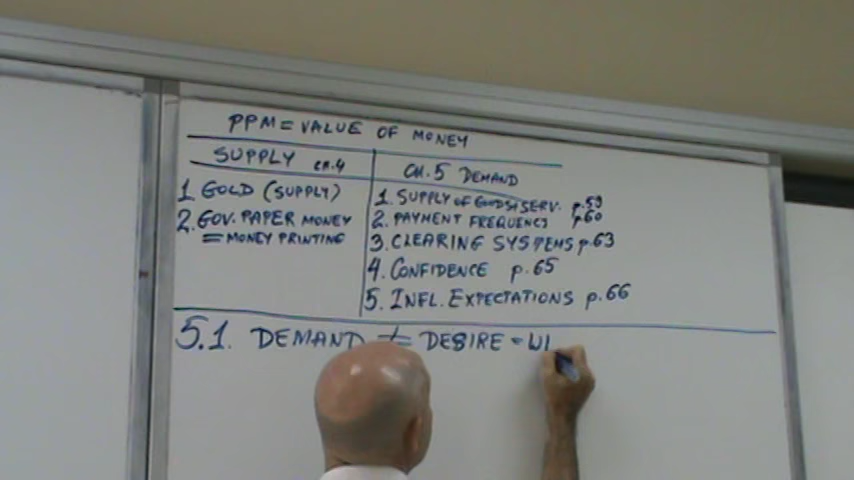 PPM = VALUE OF MONEY
SUPPLY CH.4
CH.5 DEMAND
1. GOLD (SUPPLY)
2. GOV. PAPER MONEY
= MONEY PRINTING
1. SUPPLY OF GOODS+SERV. p.59
2. PAYMENT FREQUENCY p.60
3. CLEARING SYSTEMS p.63
4. CONFIDENCE p.65
5. INFL. EXPECTATIONS p.66
5.1. DEMAND ≠ DESIRE = WI